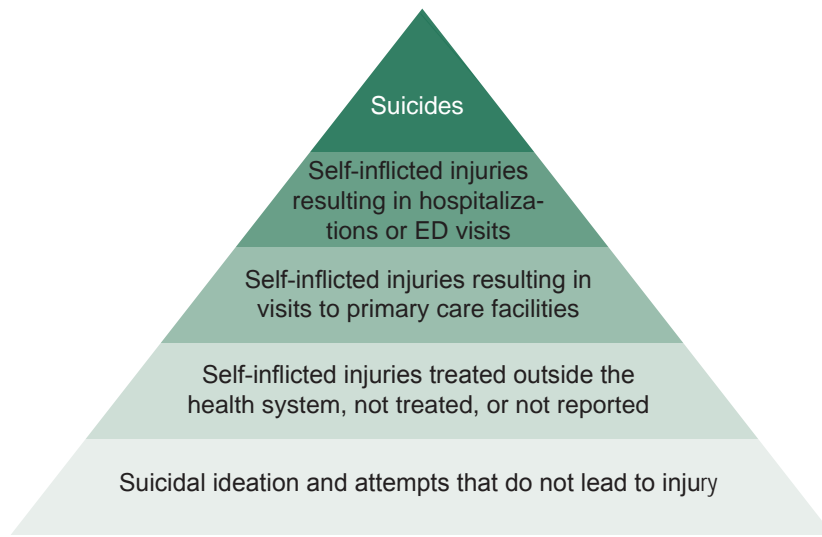 Suicides
Self-inflicted injuries
resulting in hospitaliza-
tions or ED visits
Self-inflicted injuries resulting in
visits to primary care facilities
Self-inflicted injuries treated outside the
health system, not treated, or not reported
Suicidal ideation and attempts that do not lead to injury